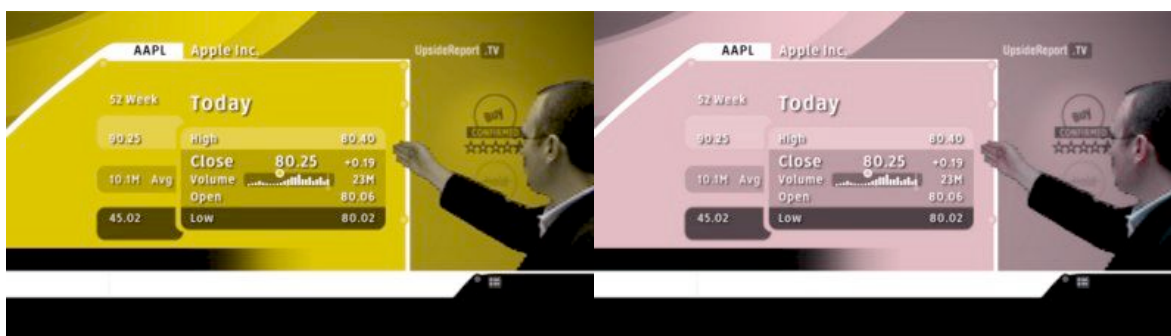 AAPL Apple Inc. UpsideReport .TV
52 Week Today
90.25 High 80.40
Close 80.25 +0.19
10.1M Avg Volume 23M
Open 80.06
45.02 Low 80.02
Buy
CONFIRMED
AAPL Apple Inc. UpsideReport .TV
52 Week Today
90.25 High 80.40
Close 80.25 +0.19
10.1M Avg Volume 23M
Open 80.06
45.02 Low 80.02
Buy
CONFIRMED